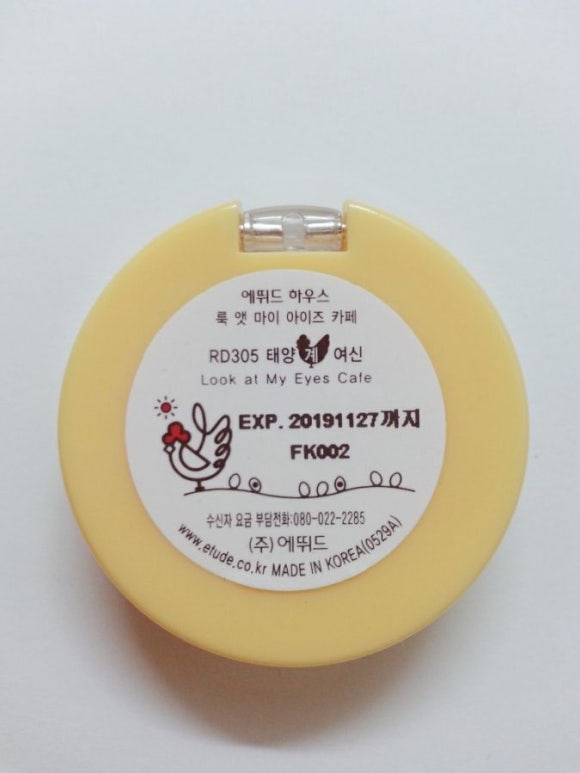 에뛰드 하우스
룩 앳 마이 아이즈 카페
RD305 태양계 여신
Look at My Eyes Cafe
EXP. 20191127까지
FK002
수신자 요금 부담전화:080-022-2285
(주) 에뛰드
www.etude.co.kr MADE IN KOREA(0529A)